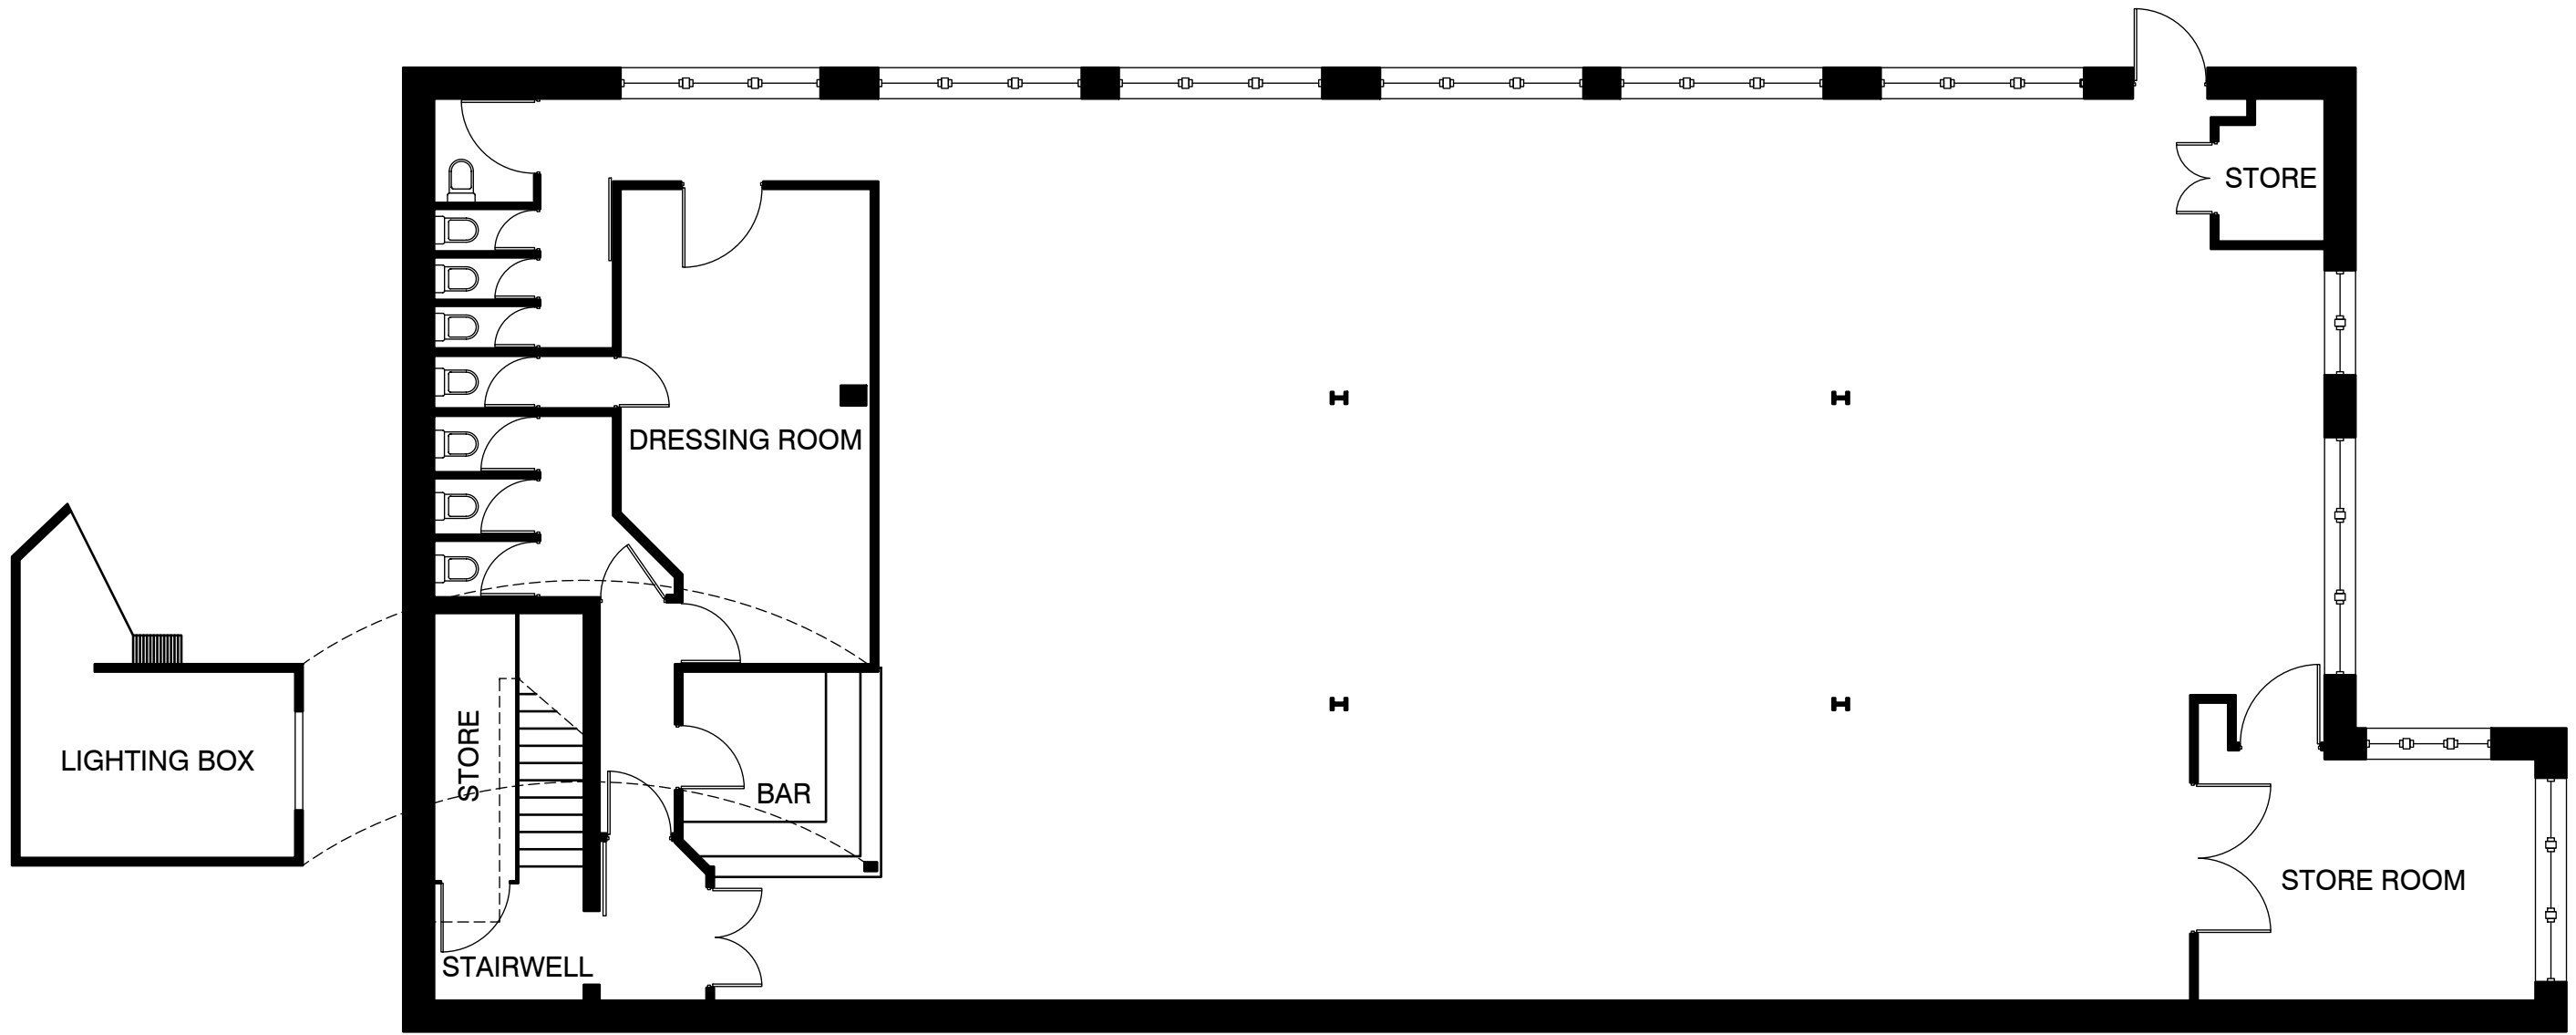 STORE
DRESSING ROOM
LIGHTING BOX
STORE
BAR
STORE ROOM
STAIRWELL